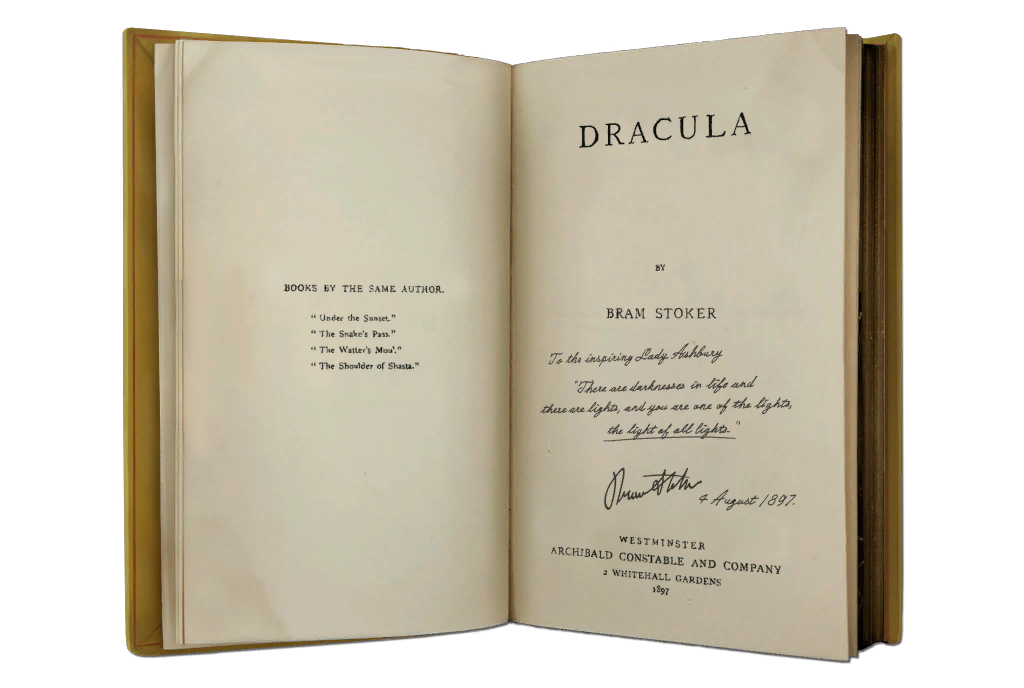 BOOKS BY THE SAME AUTHOR.
“ Under the Sunset.”
“ The Snake's Pass.”
“ The Watter's Mou'.”
“ The Shoulder of Shasta.”
DRACULA
BY
BRAM STOKER
To the inspiring Lady Ashbury
"There are darknesses in life and
there are lights, and you are one of the lights,
the light of all lights."
Bram Stoker
4 August 1897.
WESTMINSTER
ARCHIBALD CONSTABLE AND COMPANY
2 WHITEHALL GARDENS
1897